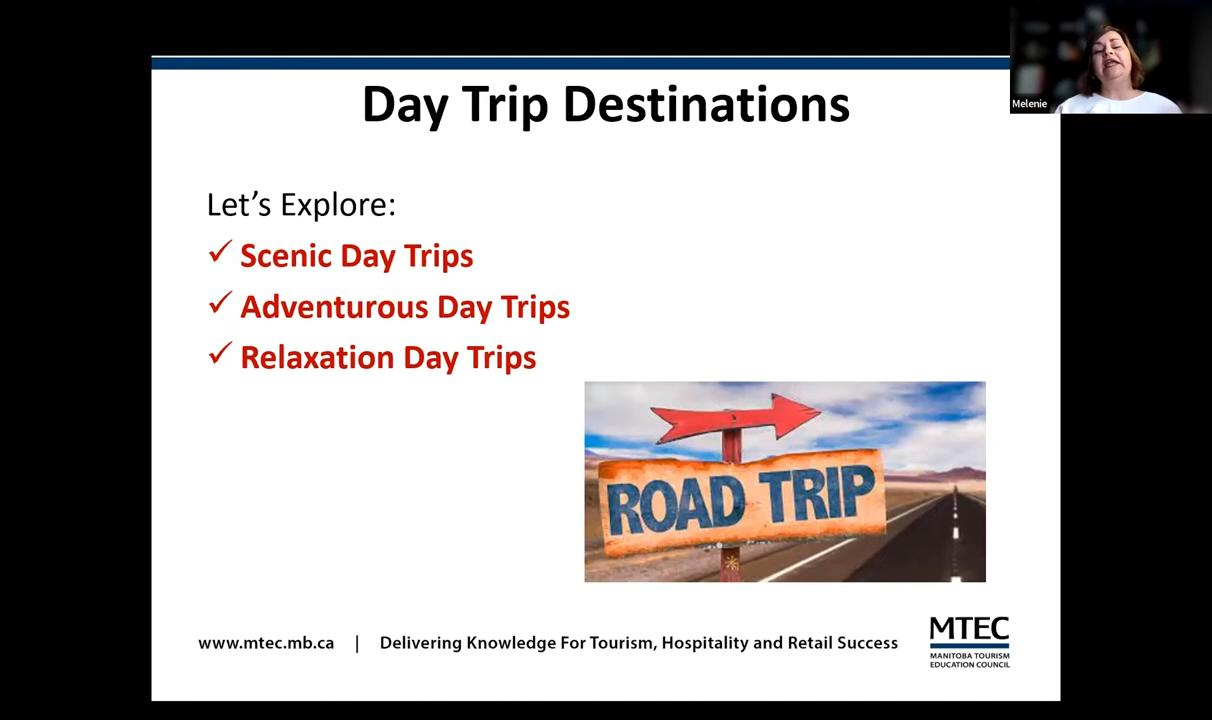 Day Trip Destinations
Melenie
Let's Explore:
✓ Scenic Day Trips
✓ Adventurous Day Trips
✓ Relaxation Day Trips
ROAD TRIP
www.mtec.mb.ca | Delivering Knowledge For Tourism, Hospitality and Retail Success
MTEC
MANITOBA TOURISM
EDUCATION COUNCIL